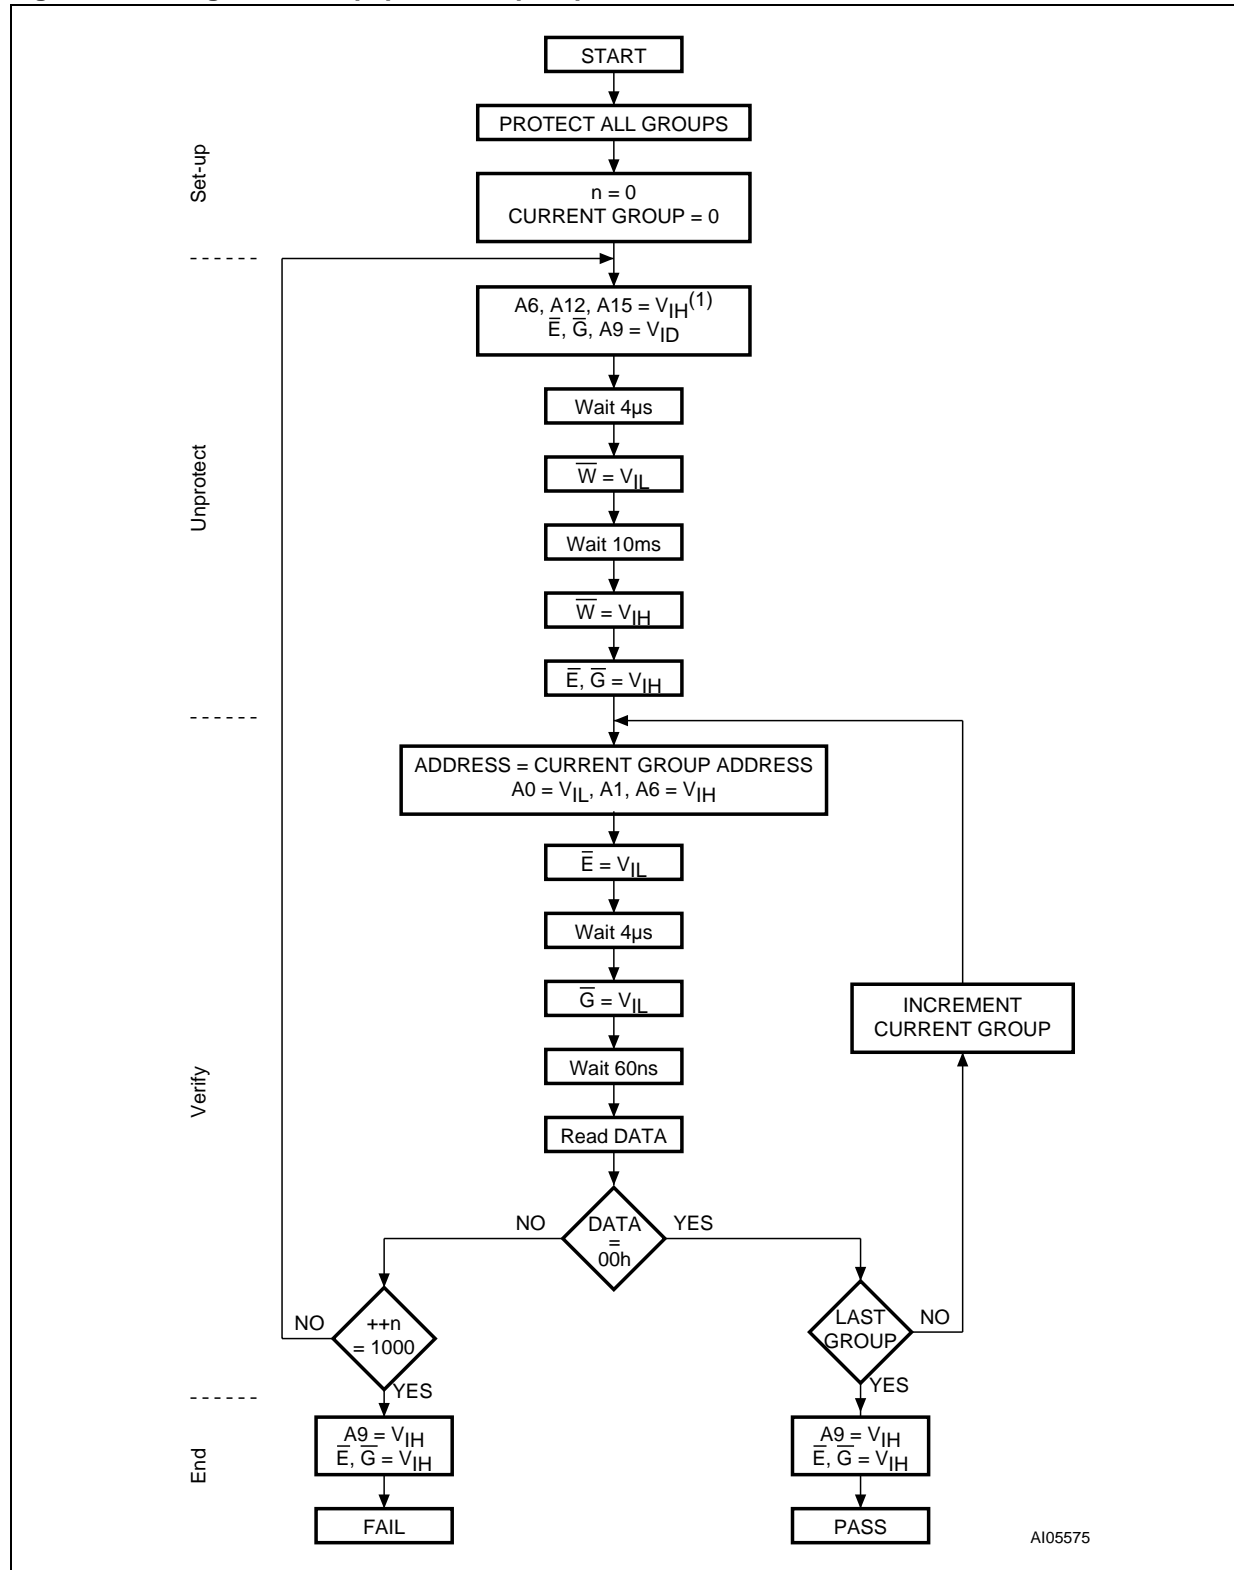 START
PROTECT ALL GROUPS
n = 0
CURRENT GROUP = 0
Set-up
A6, A12, A15 = VIH(1)
E̅, G̅, A9 = VID
Wait 4µs
W̅ = VIL
Unprotect
Wait 10ms
W̅ = VIH
E̅, G̅ = VIH
ADDRESS = CURRENT GROUP ADDRESS
A0 = VIL, A1, A6 = VIH
E̅ = VIL
Wait 4µs
G̅ = VIL
INCREMENT
CURRENT GROUP
Wait 60ns
Verify
Read DATA
NO
DATA
=
00h
YES
NO
++n
= 1000
YES
LAST
GROUP
NO
YES
End
A9 = VIH
E̅, G̅ = VIH
A9 = VIH
E̅, G̅ = VIH
FAIL
PASS
AI05575